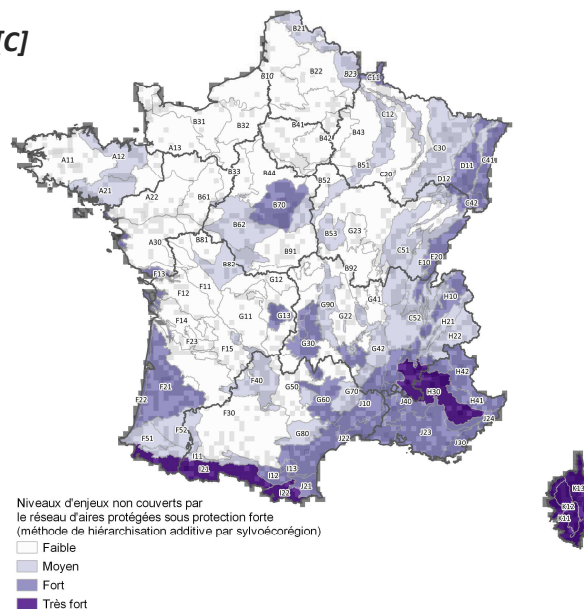 [C]
B21
B10
B22
B23
C11
B31
B32
B41
B42
B43
C12
C30
C41
D11
A11
A12
A13
A21
A22
B33
B44
B51
B52
C20
D12
C42
B61
B62
B70
A30
B81
B82
B53
G23
C51
E20
E10
B91
B92
F13
F11
F12
G12
G13
G90
G41
H10
F14
G11
G22
C52
H21
F23
F15
G30
G42
H22
F21
F22
F40
G50
G60
G70
J10
J40
H30
H42
H41
J24
F30
F51
F52
G80
J22
J23
J30
I11
I21
I12
I13
I22
J21
K13
K12
K11
Niveaux d'enjeux non couverts par
le réseau d'aires protégées sous protection forte
(méthode de hiérarchisation additive par sylvoécorégion)
Faible
Moyen
Fort
Très fort